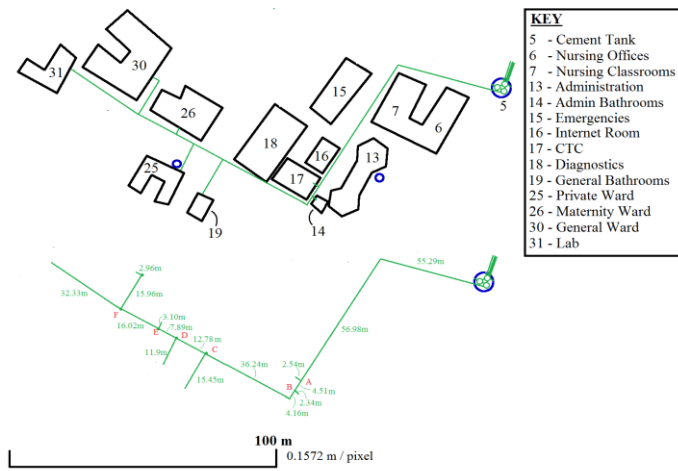 KEY
5 - Cement Tank
6 - Nursing Offices
7 - Nursing Classrooms
13 - Administration
14 - Admin Bathrooms
15 - Emergencies
16 - Internet Room
17 - CTC
18 - Diagnostics
19 - General Bathrooms
25 - Private Ward
26 - Maternity Ward
30 - General Ward
31 - Lab
30
31
15
5
26
7
6
18
16
13
25
17
19
14
55.29m
2.96m
32.33m
15.96m
56.98m
F
3.10m
16.02m
E
7.89m
D
12.78m
C
11.9m
36.24m
2.54m
A
15.45m
B
4.51m
2.34m
4.16m
100 m
0.1572 m / pixel